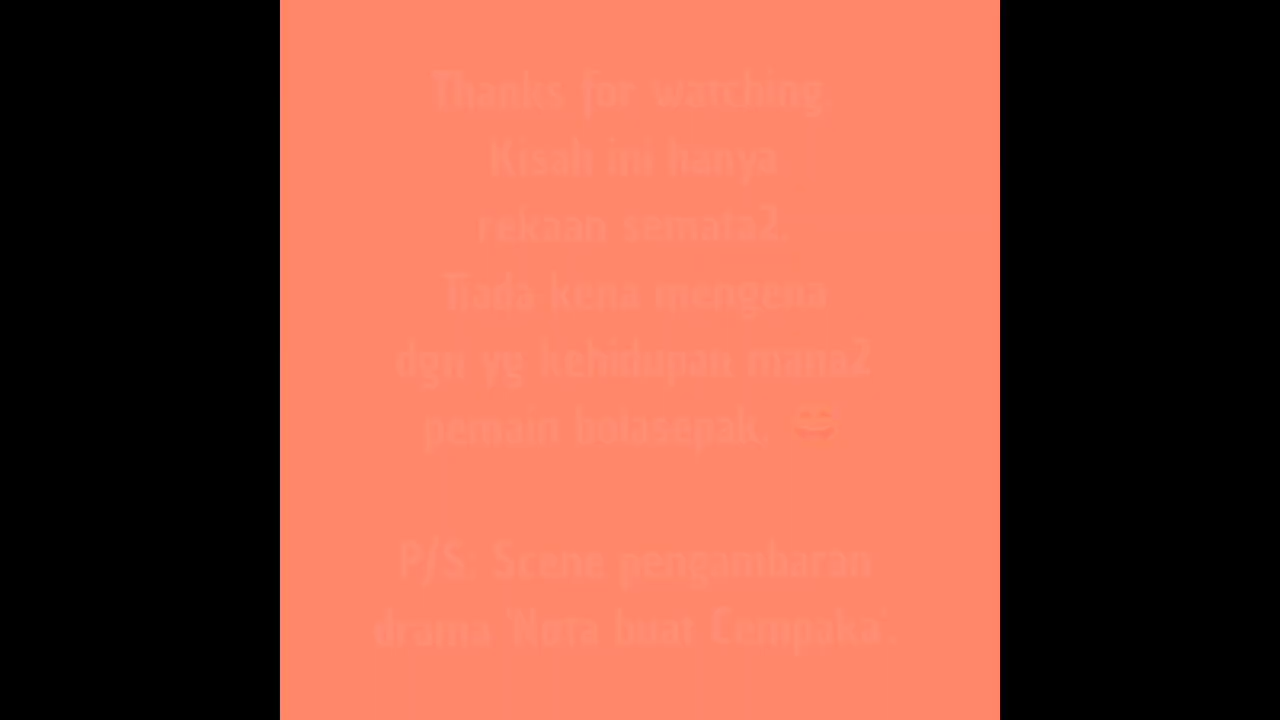 Thanks for watching
Kisah ini hanya
rekaan semata2.
Tiada kena mengena
dgn yg kehidupan mana2
pemain bolasepak. 😄
P/S: Scene pengambaran
drama 'Nota buat Cempaka'